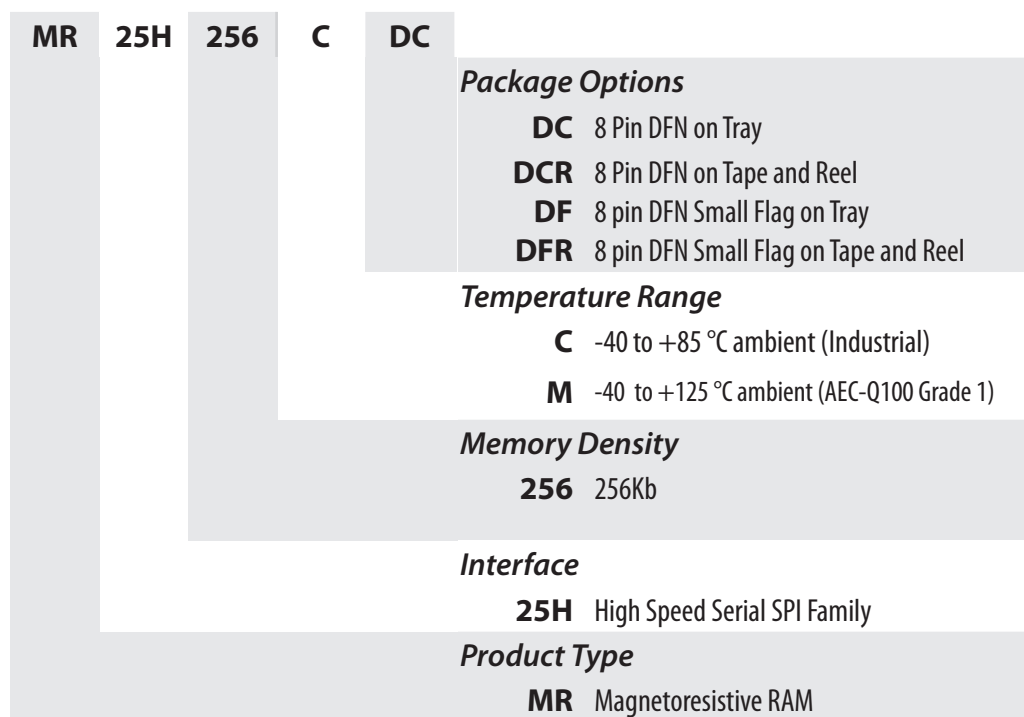 MR 25H 256 C DC
Package Options
DC 8 Pin DFN on Tray
DCR 8 Pin DFN on Tape and Reel
DF 8 pin DFN Small Flag on Tray
DFR 8 pin DFN Small Flag on Tape and Reel
Temperature Range
C -40 to +85 °C ambient (Industrial)
M -40 to +125 °C ambient (AEC-Q100 Grade 1)
Memory Density
256 256Kb
Interface
25H High Speed Serial SPI Family
Product Type
MR Magnetoresistive RAM